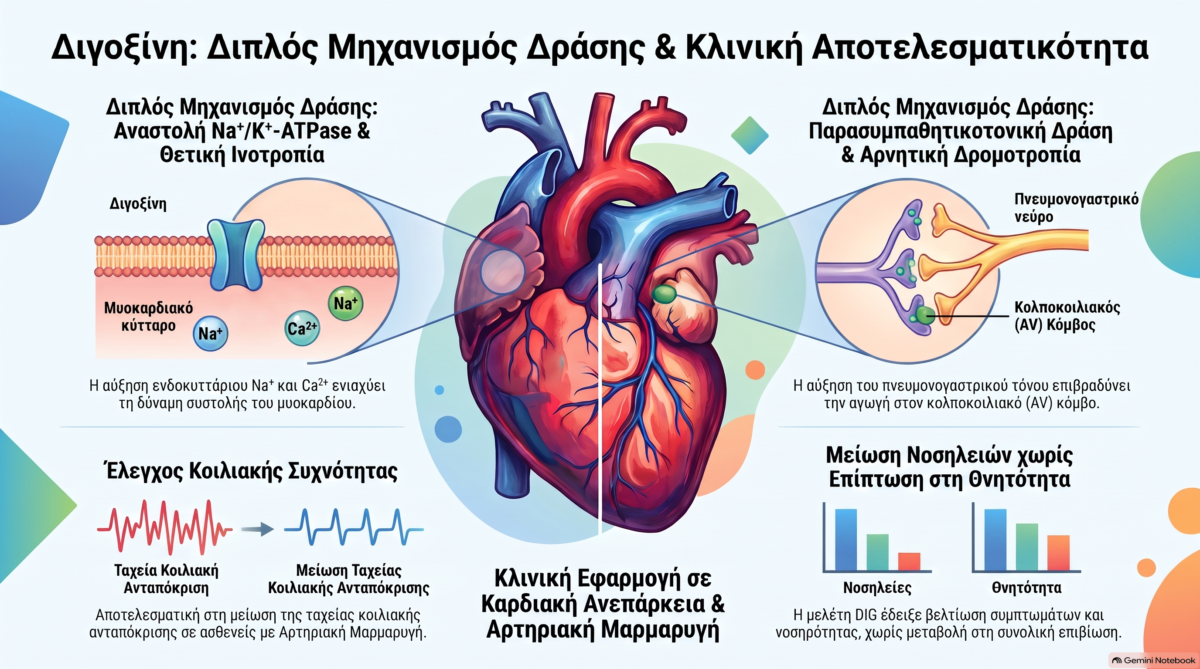 Διγοξίνη: Διπλός Μηχανισμός Δράσης & Κλινική Αποτελεσματικότητα
Διπλός Μηχανισμός Δράσης:
Αναστολή Na⁺/K⁺-ATPase &
Θετική Ινοτροπία
Διγοξίνη
Μυοκαρδιακό
κύτταρο
Na⁺
Ca²⁺
Na⁺
Η αύξηση ενδοκυττάριου Na⁺ και Ca²⁺ ενιαχύει
τη δύναμη συστολής του μυοκαρδίου.
Διπλός Μηχανισμός Δράσης:
Παρασυμπαθητικοτονική Δράση
& Αρνητική Δρομοτροπία
Πνευμονογαστρικό
νεύρο
Κολποκοιλιακός
(AV) Κόμβος
Η αύξηση του πνευμονογαστρικού τόνου επιβραδύνει
την αγωγή στον κολποκοιλιακό (AV) κόμβο.
Έλεγχος Κοιλιακής Συχνότητας
Ταχεία Κοιλιακή
Ανταπόκριση
Μείωση Ταχείας
Κοιλιακής Ανταπόκρισης
Αποτελεσματική στη μείωση της ταχείας κοιλιακής
ανταπόκρισης σε ασθενείς με Αρτηριακή Μαρμαρυγή.
Κλινική Εφαρμογή σε
Καρδιακή Ανεπάρκεια &
Αρτηριακή Μαρμαρυγή
Μείωση Νοσηλειών χωρίς
Επίπτωση στη Θνητότητα
Νοσηλείες
Θνητότητα
Η μελέτη DIG έδειξε βελτίωση συμπτωμάτων και
νοσηρότητας, χωρίς μεταβολή στη συνολική επιβίωση.
Gemini Notebook